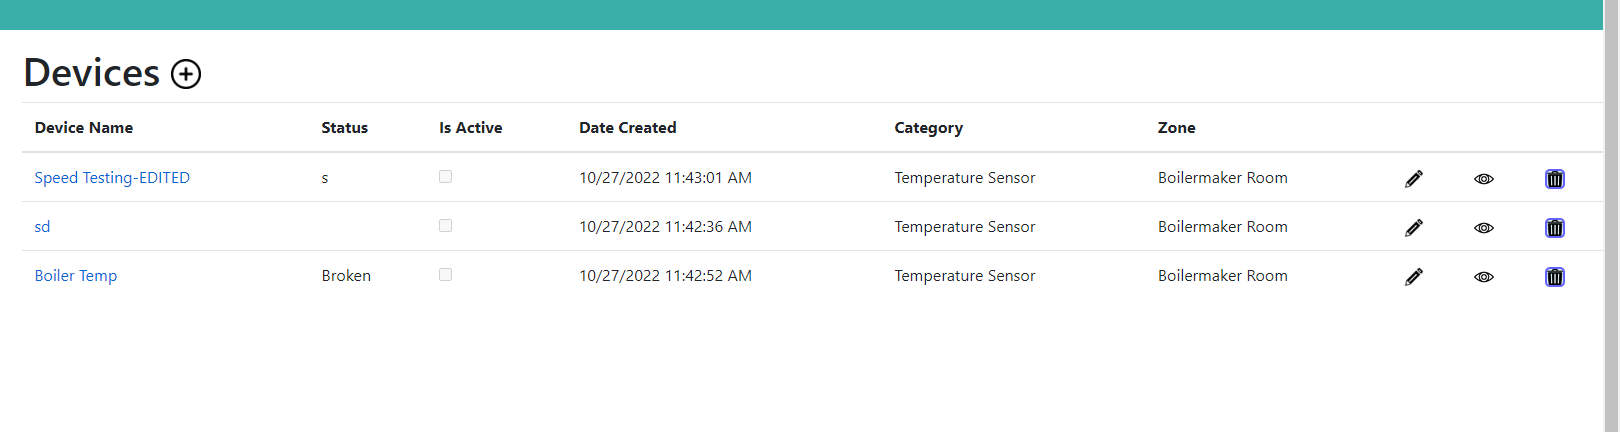 Devices
Device Name Status Is Active Date Created Category Zone
Speed Testing-EDITED s 10/27/2022 11:43:01 AM Temperature Sensor Boilermaker Room
sd 10/27/2022 11:42:36 AM Temperature Sensor Boilermaker Room
Boiler Temp Broken 10/27/2022 11:42:52 AM Temperature Sensor Boilermaker Room